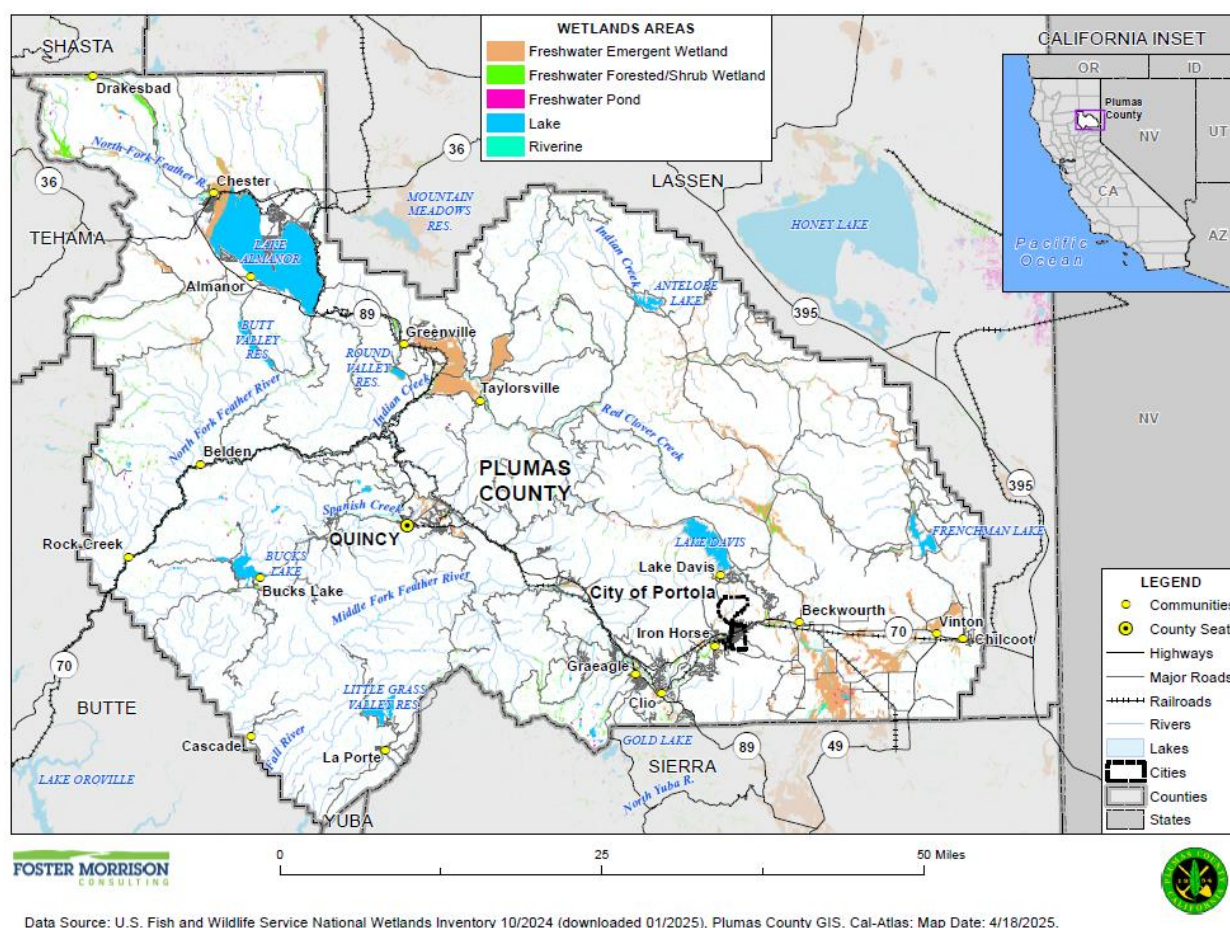 WETLANDS AREAS
Freshwater Emergent Wetland
Freshwater Forested/Shrub Wetland
Freshwater Pond
Lake
Riverine
CALIFORNIA INSET
OR
ID
Plumas
County
NV
UT
CA
AZ
Pacific
Ocean
SHASTA
Drakesbad
North Fork Feather R.
36
Chester
36
LASSEN
MOUNTAIN
MEADOWS
RES.
HONEY LAKE
TEHAMA
LAKE
ALMANOR
Indian Creek
Almanor
ANTELOPE
LAKE
89
395
BUTT
VALLEY
RES.
Greenville
ROUND
VALLEY
RES.
Indian Creek
Taylorsville
NV
North Fork Feather River
Red Clover Creek
Belden
PLUMAS
COUNTY
395
Spanish Creek
QUINCY
FRENCHMAN LAKE
Rock Creek
BUCKS
LAKE
Bucks Lake
LAKE DAVIS
Lake Davis
Middle Fork Feather River
City of Portola
Beckwourth
Iron Horse
70
Vinton
Chilcoot
Graeagle
Clio
70
LITTLE GRASS
VALLEY RES.
BUTTE
Cascade
Fall River
La Porte
GOLD LAKE
89
49
SIERRA
LAKE OROVILLE
North Yuba R.
YUBA
LEGEND
Communities
County Seat
Highways
Major Roads
Railroads
Rivers
Lakes
Cities
Counties
States
FOSTER MORRISON
CONSULTING
0
25
50 Miles
PLUMAS COUNTY
1854
CALIFORNIA
Data Source: U.S. Fish and Wildlife Service National Wetlands Inventory 10/2024 (downloaded 01/2025), Plumas County GIS, Cal-Atlas; Map Date: 4/18/2025.